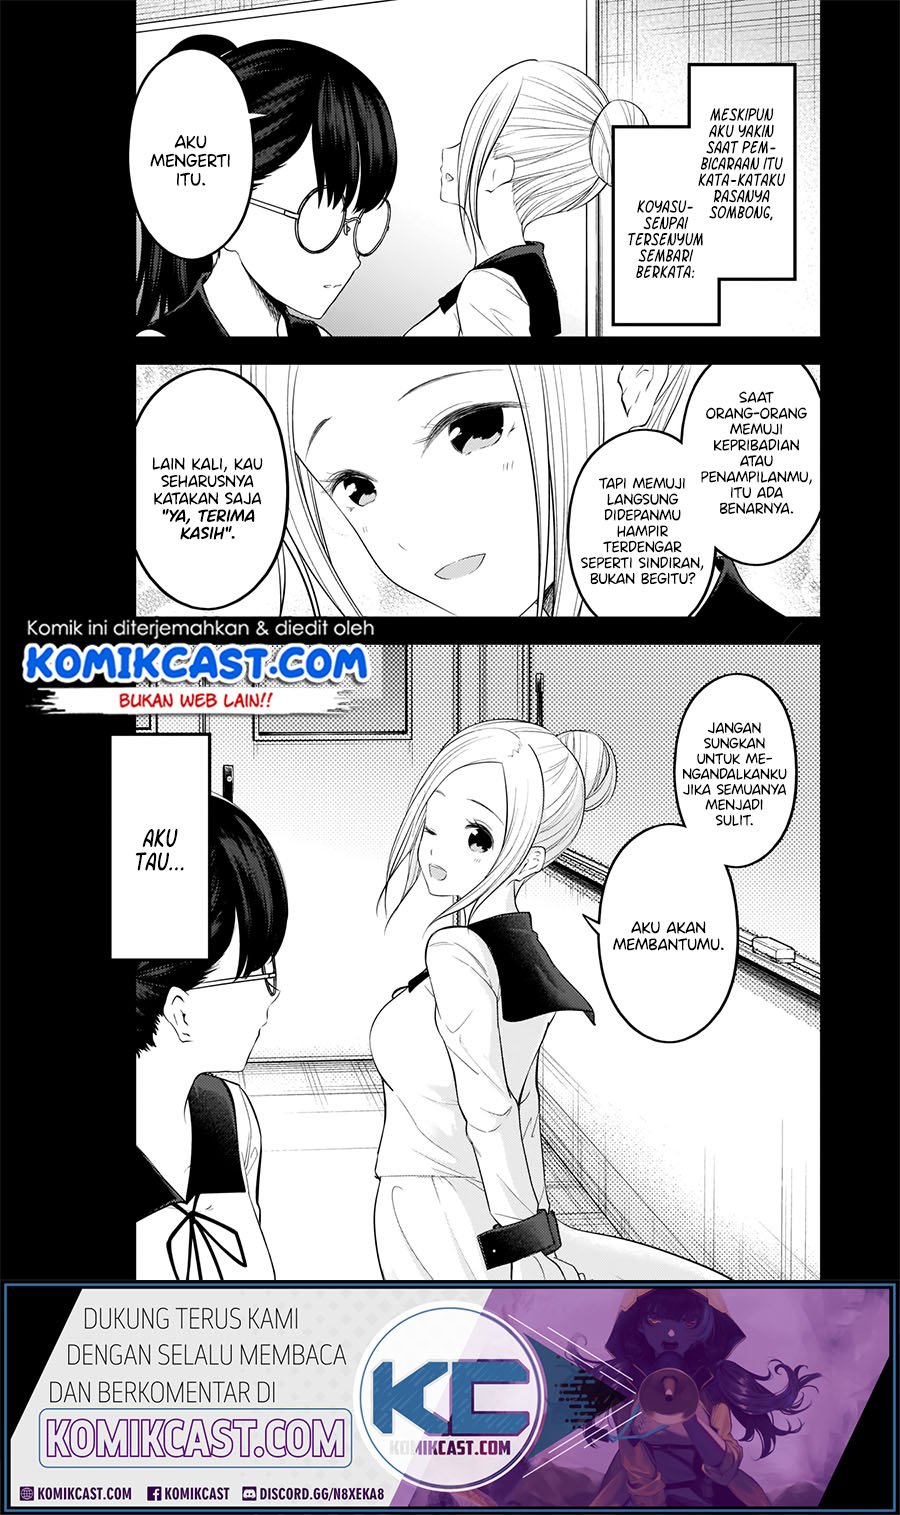 MESKIPUN
AKU YAKIN
SAAT PEM-
BICARAAN ITU
KATA-KATAKU
RASANYA
SOMBONG,
KOYASU-
SENPAI
TERSENYUM
SEMBARI
BERKATA:
AKU
MENGERTI
ITU.
SAAT
ORANG-ORANG
MEMUJI
KEPRIBADIAN
ATAU
PENAMPILANMU,
ITU ADA
BENARNYA.
TAPI MEMUJI
LANGSUNG
DIDEPANMU
HAMPIR
TERDENGAR
SEPERTI SINDIRAN,
BUKAN BEGITU?
LAIN KALI, KAU
SEHARUSNYA
KATAKAN SAJA
"YA, TERIMA
KASIH".
Komik ini diterjemahkan & diedit oleh
KOMIKCAST.COM
BUKAN WEB LAIN!!
JANGAN
SUNGKAN
UNTUK ME-
NGANDALKANKU
JIKA SEMUANYA
MENJADI
SULIT.
AKU AKAN
MEMBANTUMU.
AKU
TAU...
DUKUNG TERUS KAMI
DENGAN SELALU MEMBACA
DAN BERKOMENTAR DI
KOMIKCAST.COM
KC
KOMIKCAST.COM
KOMIKCAST.COM KOMIKCAST DISCORD.GG/N8XEKA8